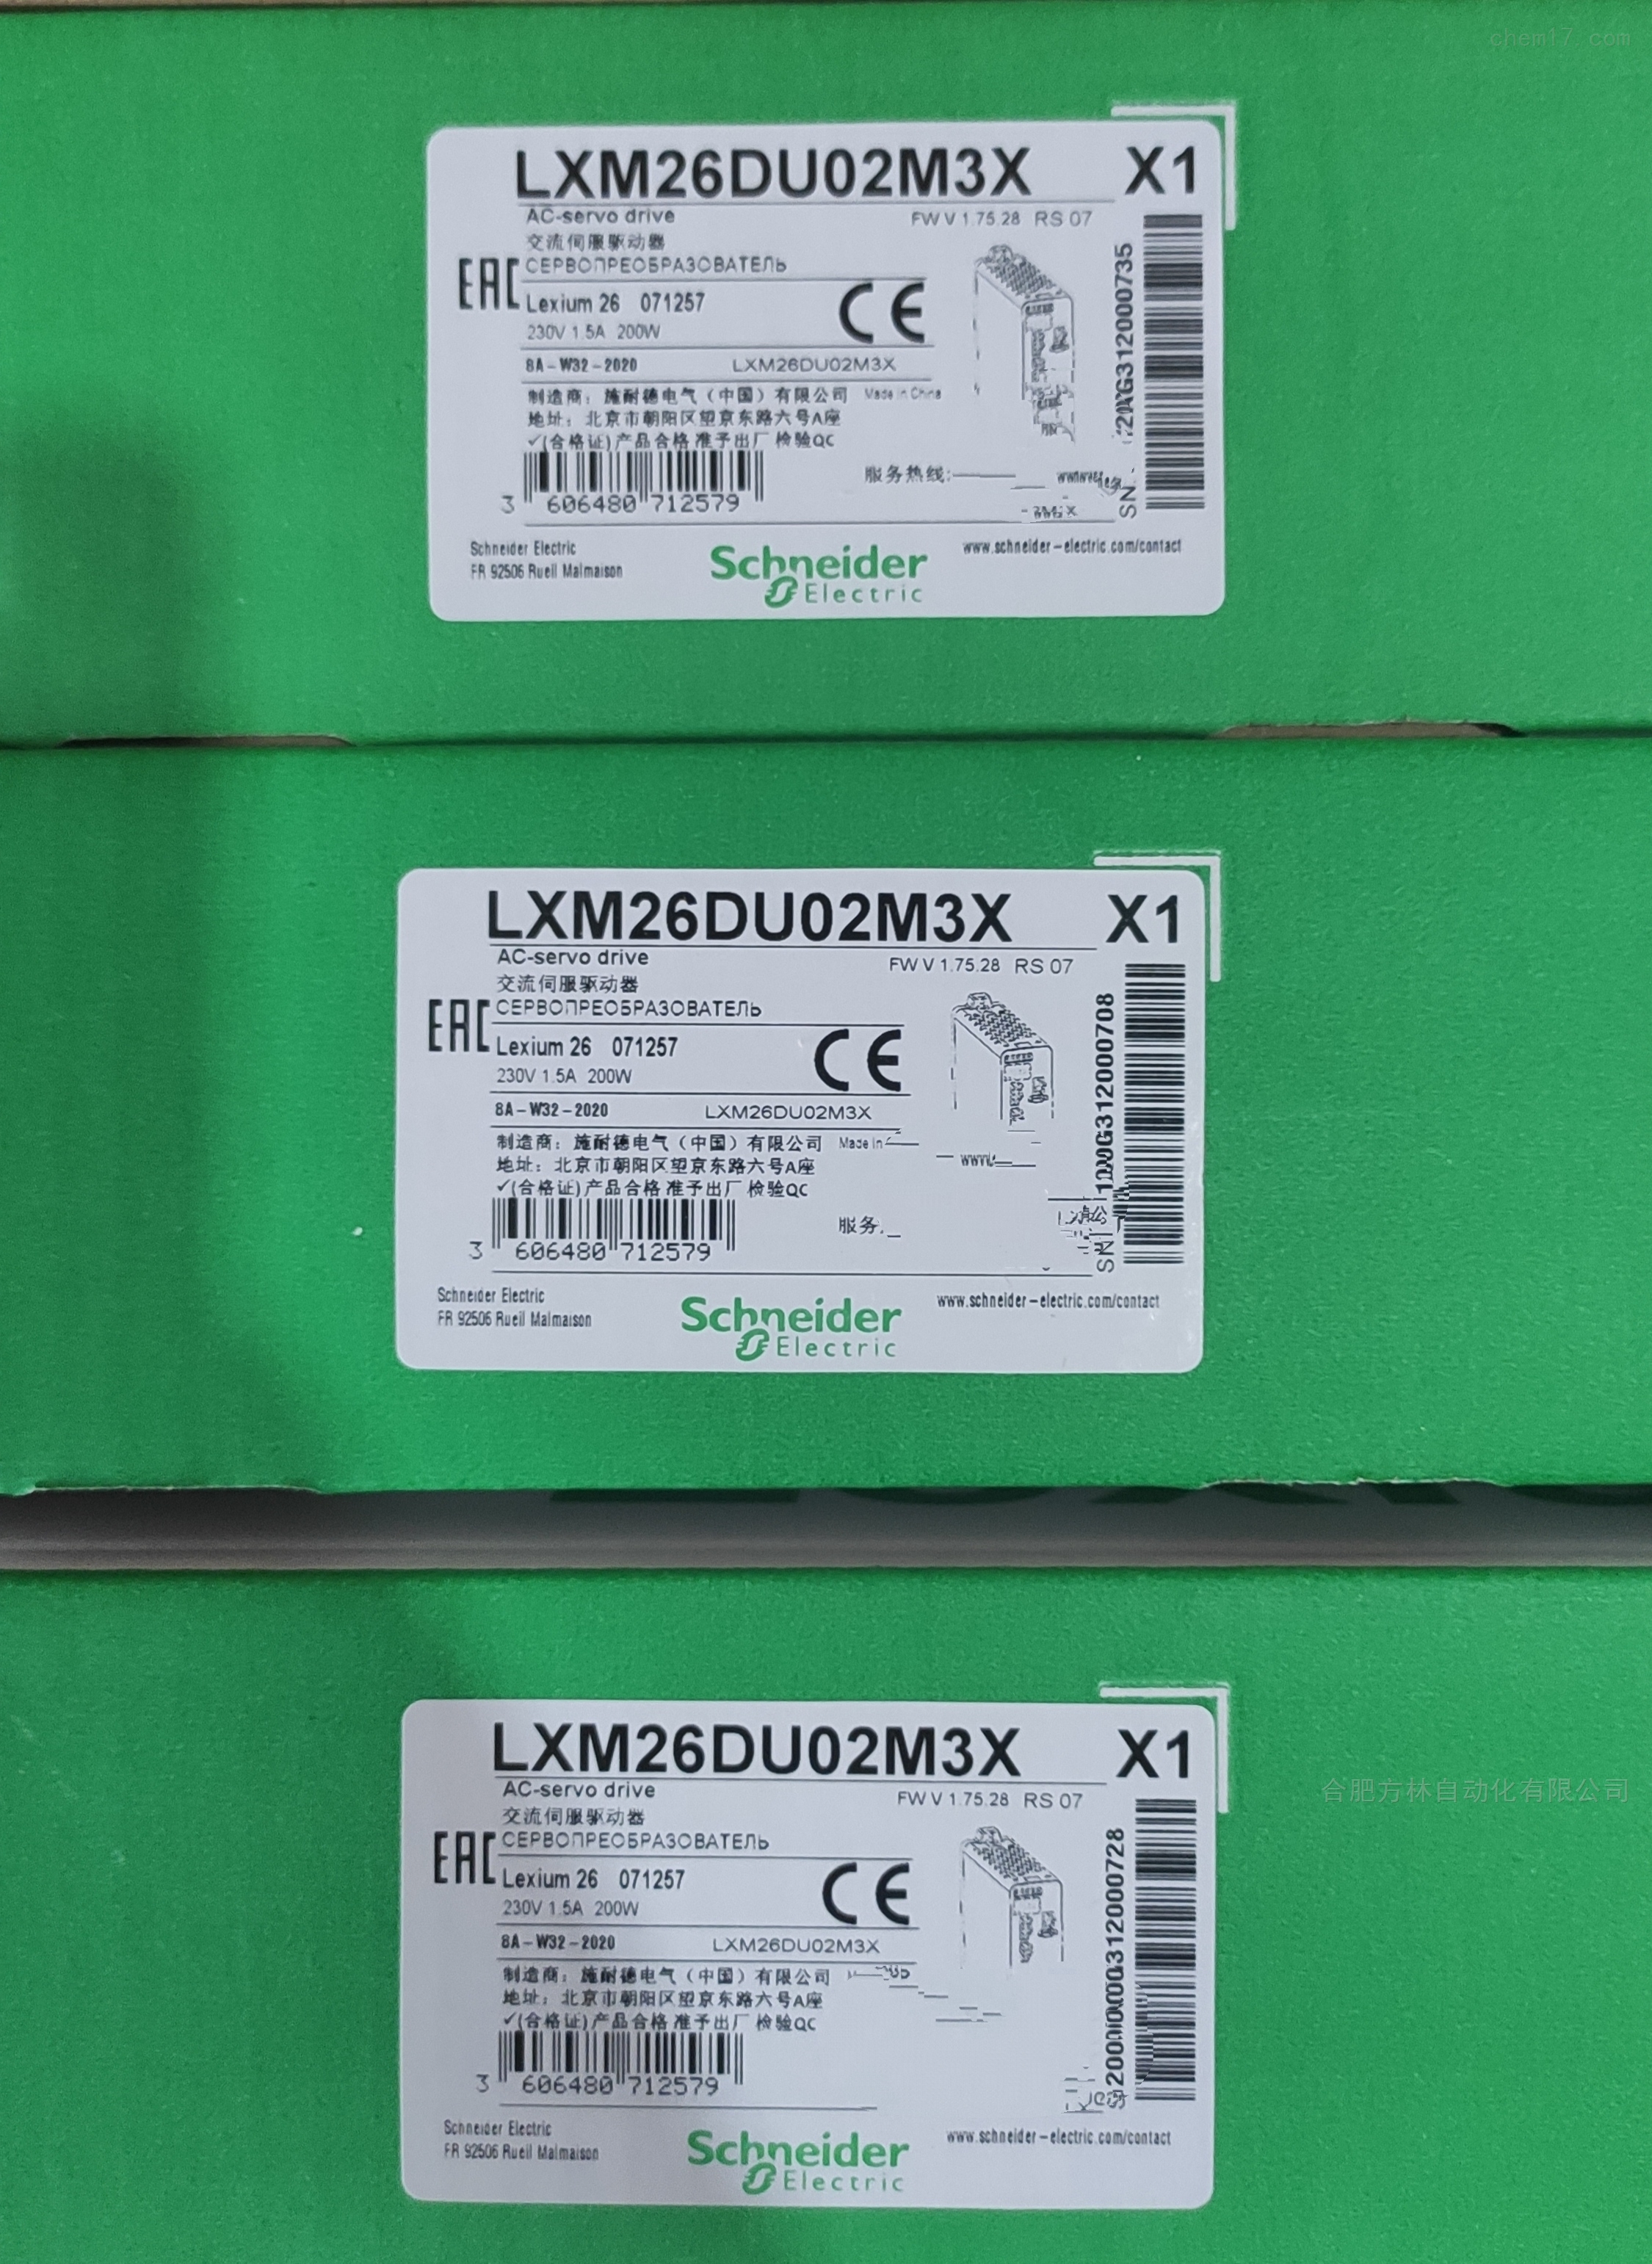 chem17.com
LXM26DU02M3X X1
AC-servo drive FW V 1.75.28 RS 07
交流伺服驱动器
EAC СЕРВОПРЕОБРАЗОВАТЕЛЬ
Lexium 26 071257 CE
230V 1.5A 200W
8A-W32-2020 LXM26DU02M3X
制造商：施耐德电气（中国）有限公司 Made in China
地址：北京市朝阳区望京东路六号A座
✓(合格证)产品合格 准予出厂 检验QC
服务热线:
3 606480 712579
SN
Schneider Electric www.schneider-electric.com/contact
FR 92506 Rueil Malmaison
Schneider
Electric
LXM26DU02M3X X1
AC-servo drive FW V 1.75.28 RS 07
交流伺服驱动器
EAC СЕРВОПРЕОБРАЗОВАТЕЛЬ
Lexium 26 071257 CE
230V 1.5A 200W
8A-W32-2020 LXM26DU02M3X
制造商：施耐德电气（中国）有限公司 Made in
地址：北京市朝阳区望京东路六号A座
✓(合格证)产品合格 准予出厂 检验QC
服务
3 606480 712579
SN
Schneider Electric www.schneider-electric.com/contact
FR 92506 Rueil Malmaison
Schneider
Electric
LXM26DU02M3X X1
AC-servo drive FW V 1.75.28 RS 07
合肥方林自动化有限公司
交流伺服驱动器
EAC СЕРВОПРЕОБРАЗОВАТЕЛЬ
Lexium 26 071257 CE
230V 1.5A 200W
8A-W32-2020 LXM26DU02M3X
制造商：施耐德电气（中国）有限公司
地址：北京市朝阳区望京东路六号A座
✓(合格证)产品合格 准予出厂 检验QC
3 606480 712579
Schneider Electric www.schneider-electric.com/contact
FR 92506 Rueil Malmaison
Schneider
Electric